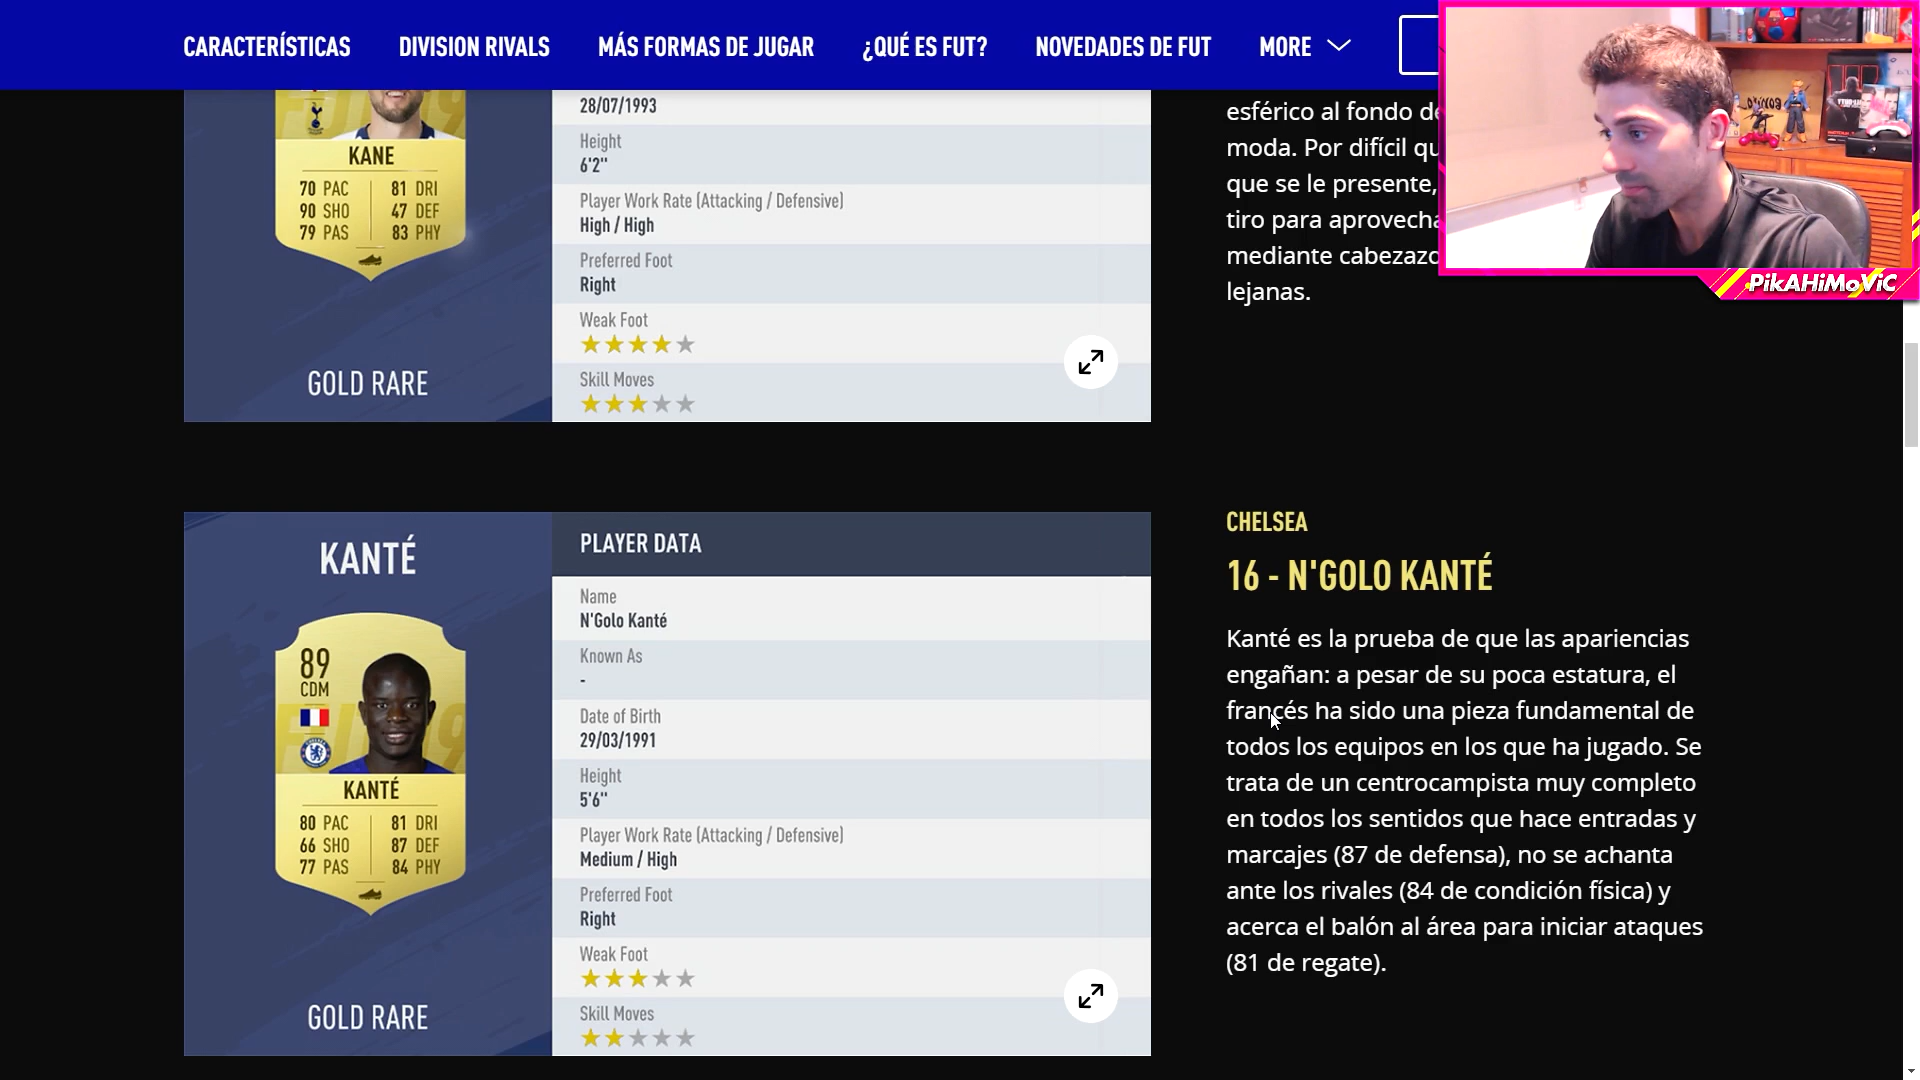 CARACTERÍSTICAS DIVISION RIVALS MÁS FORMAS DE JUGAR ¿QUÉ ES FUT? NOVEDADES DE FUT MORE
PikAHiMoViC
KANE
70 PAC 81 DRI
90 SHO 47 DEF
79 PAS 83 PHY
GOLD RARE
28/07/1993
Height
6'2"
Player Work Rate (Attacking / Defensive)
High / High
Preferred Foot
Right
Weak Foot
Skill Moves
esférico al fondo de
moda. Por difícil qu
que se le presente,
tiro para aprovecha
mediante cabezazo
lejanas.
KANTÉ
89
CDM
KANTÉ
80 PAC 81 DRI
66 SHO 87 DEF
77 PAS 84 PHY
GOLD RARE
PLAYER DATA
Name
N'Golo Kanté
Known As
-
Date of Birth
29/03/1991
Height
5'6"
Player Work Rate (Attacking / Defensive)
Medium / High
Preferred Foot
Right
Weak Foot
Skill Moves
CHELSEA
16 - N'GOLO KANTÉ
Kanté es la prueba de que las apariencias
engañan: a pesar de su poca estatura, el
francés ha sido una pieza fundamental de
todos los equipos en los que ha jugado. Se
trata de un centrocampista muy completo
en todos los sentidos que hace entradas y
marcajes (87 de defensa), no se achanta
ante los rivales (84 de condición física) y
acerca el balón al área para iniciar ataques
(81 de regate).